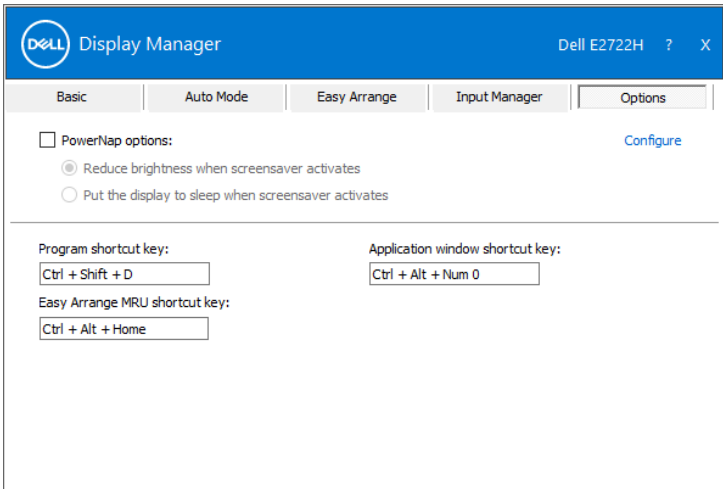 DELL Display Manager Dell E2722H ? X
Basic Auto Mode Easy Arrange Input Manager Options
PowerNap options: Configure
Reduce brightness when screensaver activates
Put the display to sleep when screensaver activates
Program shortcut key: Application window shortcut key:
Ctrl + Shift + D Ctrl + Alt + Num 0
Easy Arrange MRU shortcut key:
Ctrl + Alt + Home